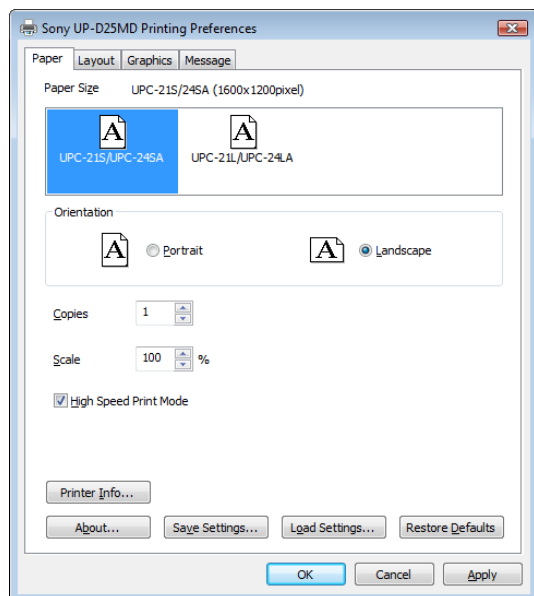 Sony UP-D25MD Printing Preferences
Paper Layout Graphics Message
Paper Size UPC-21S/24SA (1600x1200pixel)
A A
UPC-21S/UPC-24SA UPC-21L/UPC-24LA
Orientation
A Portrait A Landscape
Copies 1
Scale 100 %
High Speed Print Mode
Printer Info...
About... Save Settings... Load Settings... Restore Defaults
OK Cancel Apply